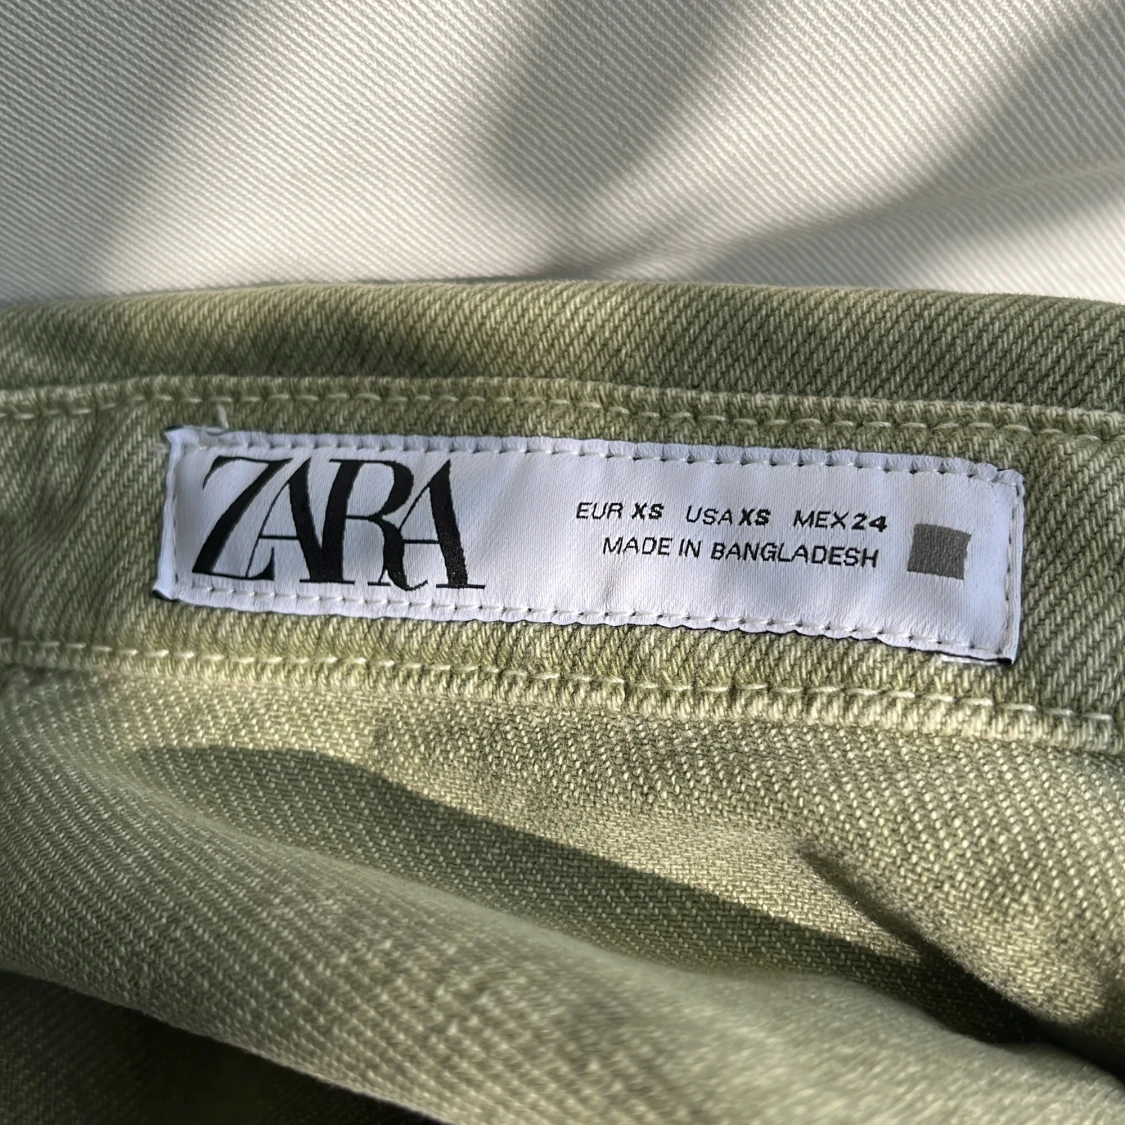 ZARA
EUR XS USA XS MEX 24
MADE IN BANGLADESH